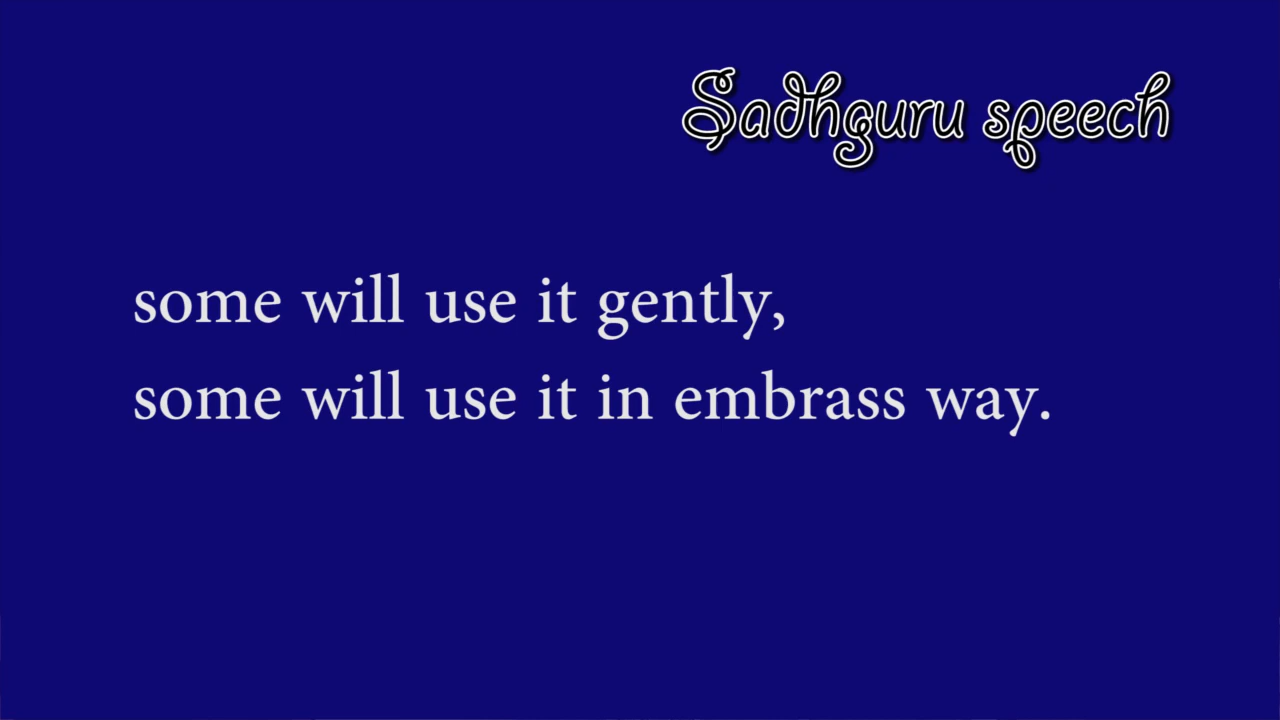 Sadhguru speech
some will use it gently,
some will use it in embrass way.